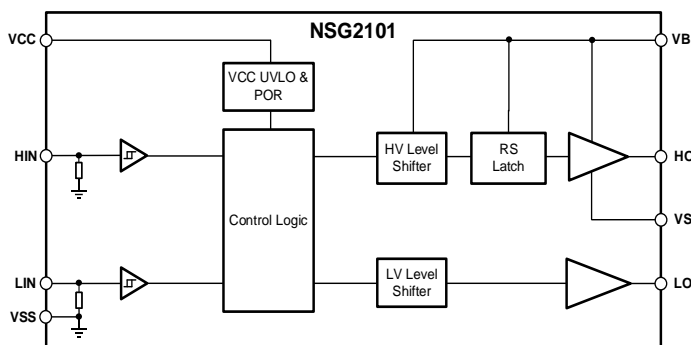 NSG2101
VCC
VB
VCC UVLO &
POR
HIN
HV Level
Shifter
RS
Latch
HO
Control Logic
VS
LIN
LV Level
Shifter
LO
VSS